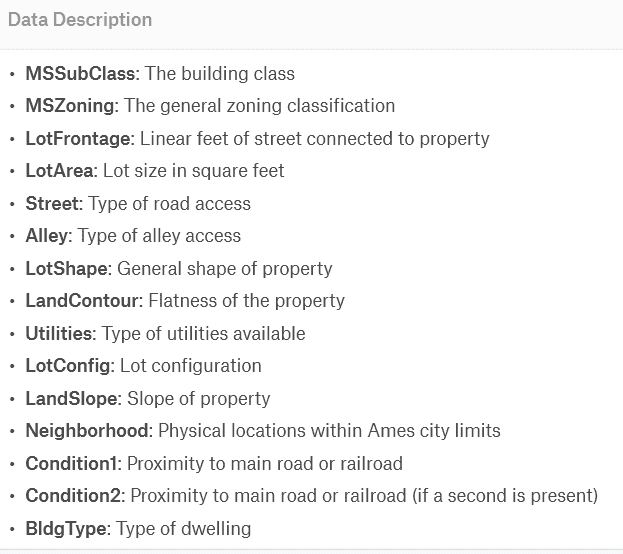 Data Description
• MSSubClass: The building class
• MSZoning: The general zoning classification
• LotFrontage: Linear feet of street connected to property
• LotArea: Lot size in square feet
• Street: Type of road access
• Alley: Type of alley access
• LotShape: General shape of property
• LandContour: Flatness of the property
• Utilities: Type of utilities available
• LotConfig: Lot configuration
• LandSlope: Slope of property
• Neighborhood: Physical locations within Ames city limits
• Condition1: Proximity to main road or railroad
• Condition2: Proximity to main road or railroad (if a second is present)
• BldgType: Type of dwelling